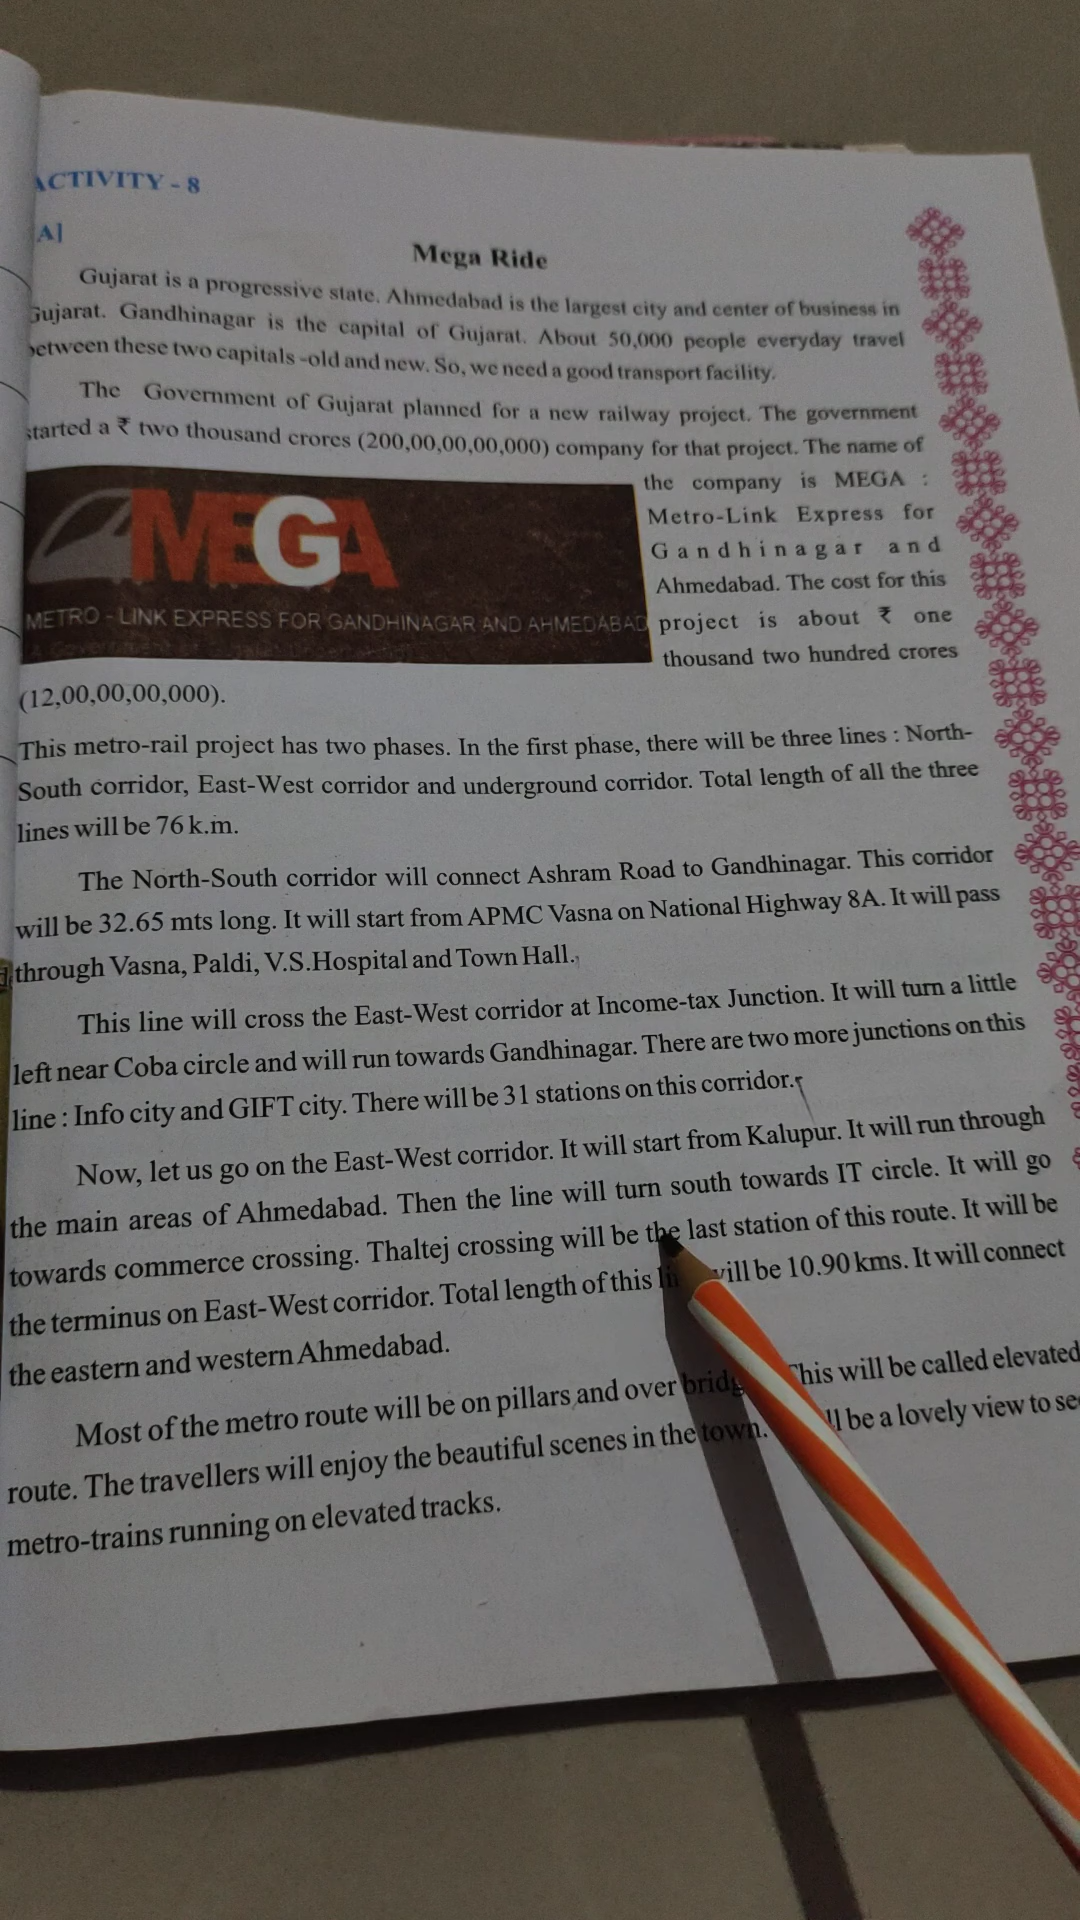 ACTIVITY - 8
A]
Mega Ride
Gujarat is a progressive state. Ahmedabad is the largest city and center of business in
Gujarat. Gandhinagar is the capital of Gujarat. About 50,000 people everyday travel
between these two capitals -old and new. So, we need a good transport facility.
The Government of Gujarat planned for a new railway project. The government
started a ₹ two thousand crores (200,00,00,00,000) company for that project. The name of
the company is MEGA :
Metro-Link Express for
Gandhinagar and
Ahmedabad. The cost for this
project is about ₹ one
thousand two hundred crores
MEGA
METRO - LINK EXPRESS FOR GANDHINAGAR AND AHMEDABAD
(12,00,00,00,000).
This metro-rail project has two phases. In the first phase, there will be three lines : North-
South corridor, East-West corridor and underground corridor. Total length of all the three
lines will be 76 k.m.
The North-South corridor will connect Ashram Road to Gandhinagar. This corridor
will be 32.65 mts long. It will start from APMC Vasna on National Highway 8A. It will pass
through Vasna, Paldi, V.S.Hospital and Town Hall.
This line will cross the East-West corridor at Income-tax Junction. It will turn a little
left near Coba circle and will run towards Gandhinagar. There are two more junctions on this
line : Info city and GIFT city. There will be 31 stations on this corridor.
Now, let us go on the East-West corridor. It will start from Kalupur. It will run through
the main areas of Ahmedabad. Then the line will turn south towards IT circle. It will go
towards commerce crossing. Thaltej crossing will be the last station of this route. It will be
the terminus on East-West corridor. Total length of this will be 10.90 kms. It will connect
the eastern and western Ahmedabad.
Most of the metro route will be on pillars and over This will be called elevated
route. The travellers will enjoy the beautiful scenes in the town. be a lovely view to see
metro-trains running on elevated tracks.